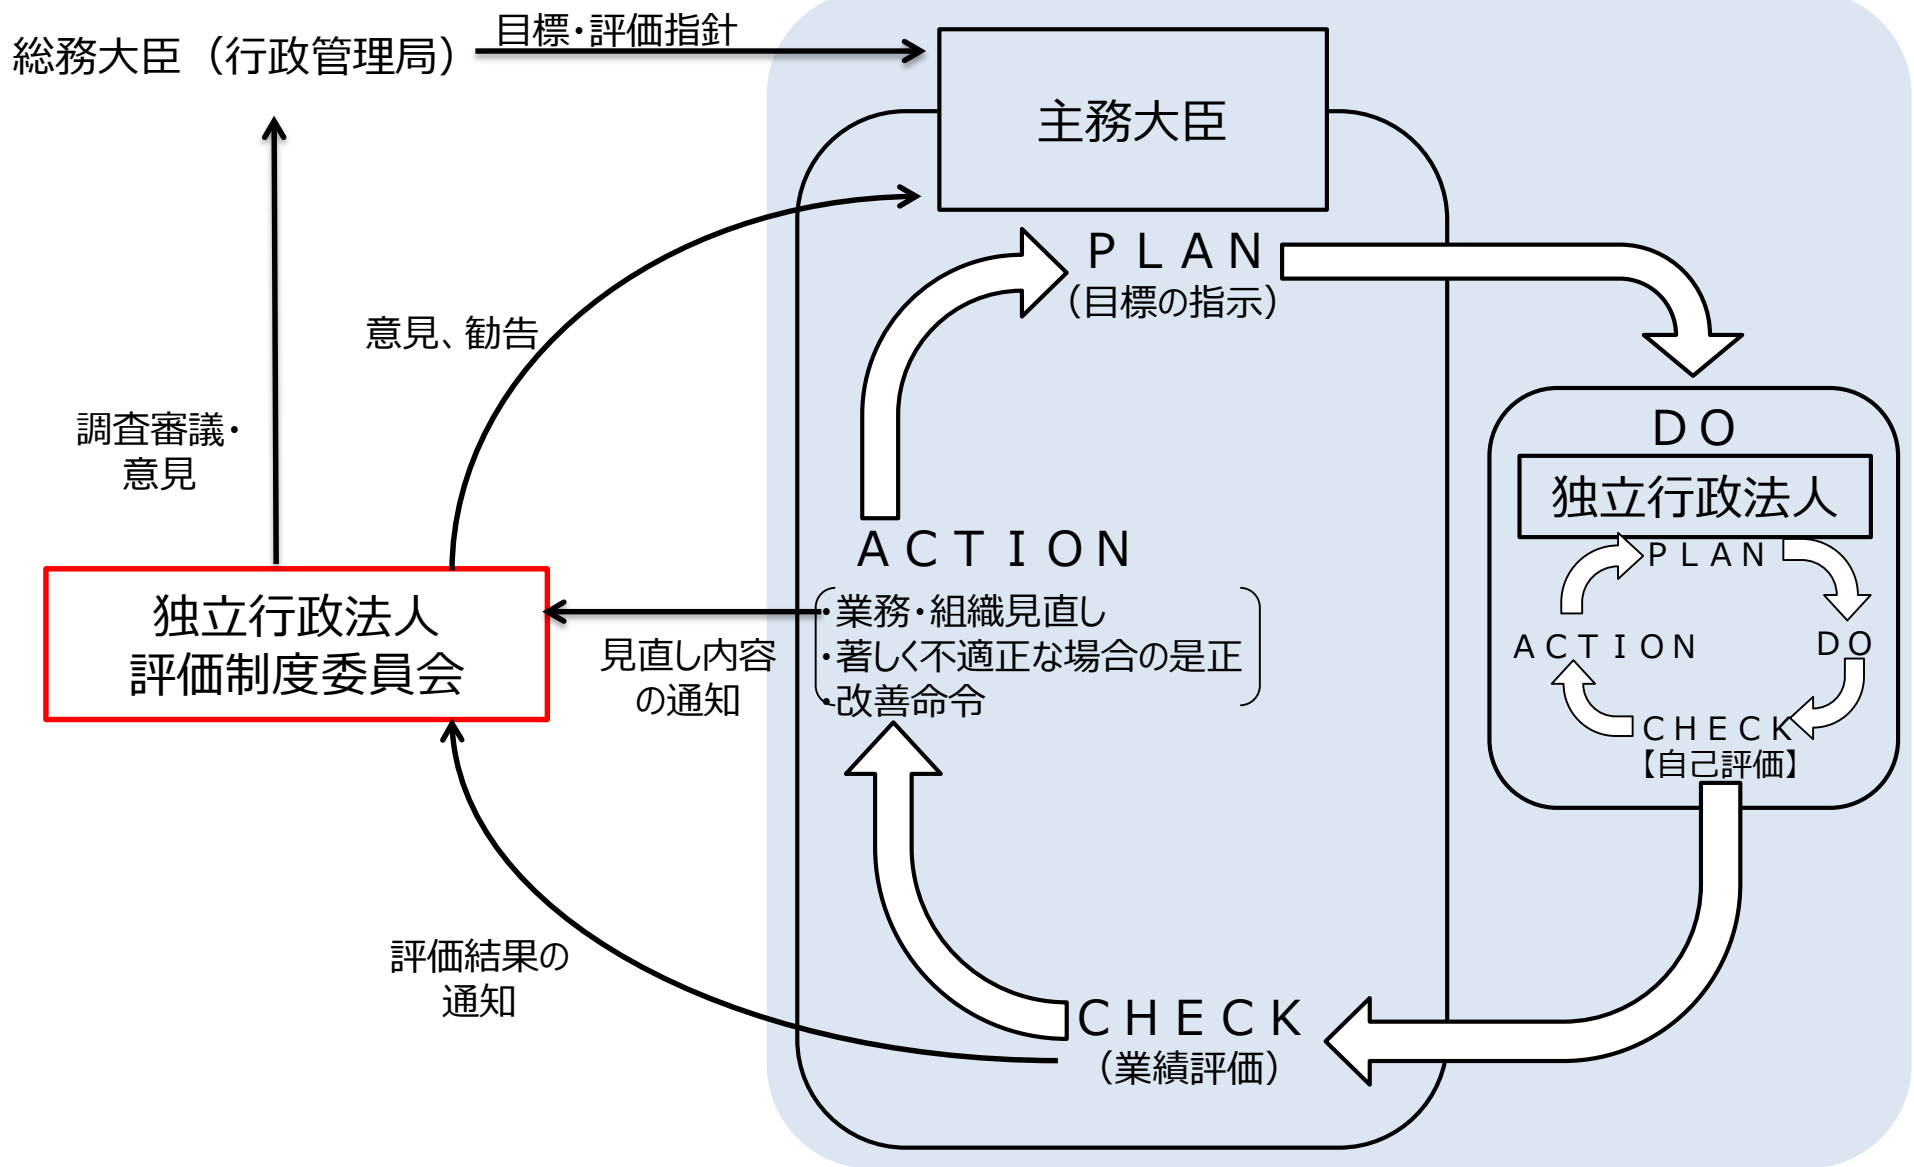 総務大臣（行政管理局）
目標・評価指針
主務大臣
ＰＬＡＮ
（目標の指示）
意見、勧告
調査審議・
意見
ＤＯ
独立行政法人
ＰＬＡＮ
ＤＯ
ＡＣＴＩＯＮ
ＣＨＥＣＫ
【自己評価】
ＡＣＴＩＯＮ
・業務・組織見直し
・著しく不適正な場合の是正
・改善命令
独立行政法人
評価制度委員会
見直し内容
の通知
評価結果の
通知
ＣＨＥＣＫ
（業績評価）